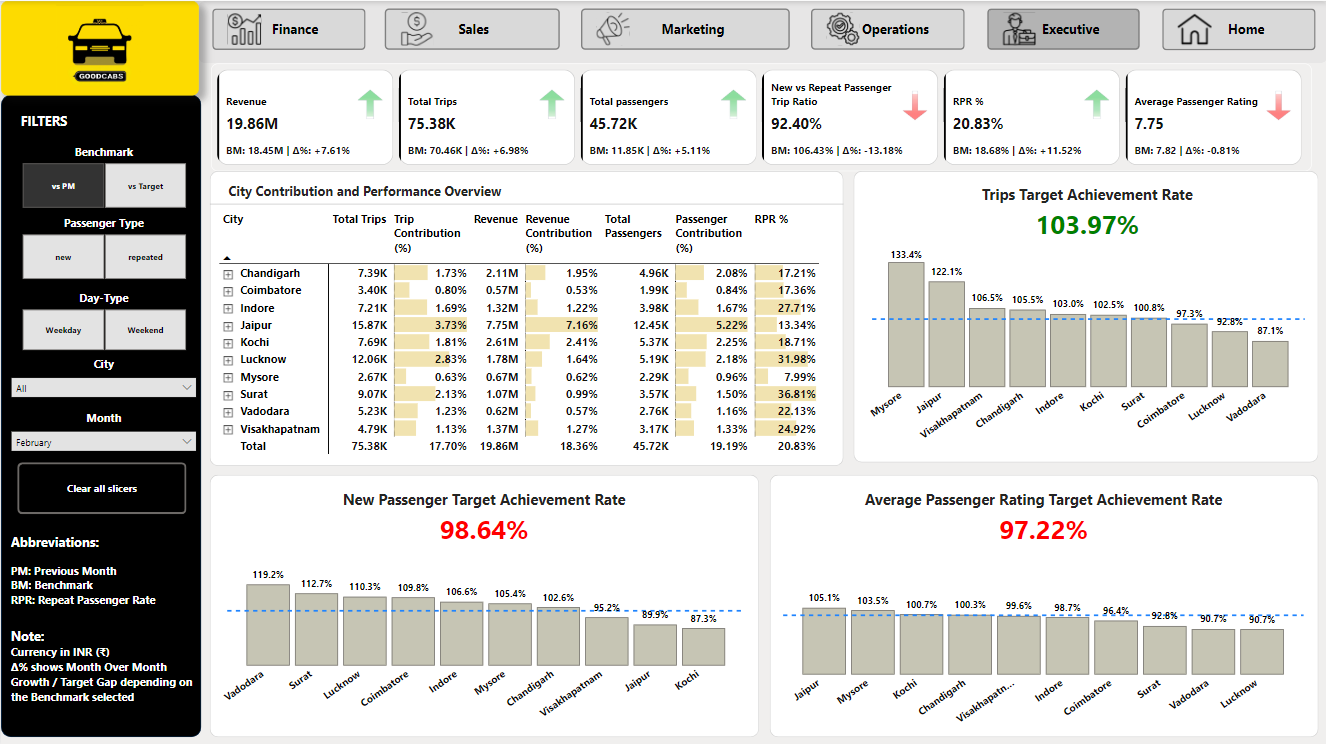 GOODCABS
Finance
Sales
Marketing
Operations
Executive
Home
FILTERS
Benchmark
vs PM
vs Target
Passenger Type
new
repeated
Day-Type
Weekday
Weekend
City
All
Month
February
Clear all slicers
Abbreviations:
PM: Previous Month
BM: Benchmark
RPR: Repeat Passenger Rate
Note:
Currency in INR (₹)
Δ% shows Month Over Month
Growth / Target Gap depending on
the Benchmark selected
Revenue
19.86M
BM: 18.45M | Δ%: +7.61%
Total Trips
75.38K
BM: 70.46K | Δ%: +6.98%
Total passengers
45.72K
BM: 11.85K | Δ%: +5.11%
New vs Repeat Passenger
Trip Ratio
92.40%
BM: 106.43% | Δ%: -13.18%
RPR %
20.83%
BM: 18.68% | Δ%: +11.52%
Average Passenger Rating
7.75
BM: 7.82 | Δ%: -0.81%
City Contribution and Performance Overview
City Total Trips Trip Contribution (%) Revenue Revenue Contribution (%) Total Passengers Passenger Contribution (%) RPR %
Chandigarh 7.39K 1.73% 2.11M 1.95% 4.96K 2.08% 17.21%
Coimbatore 3.40K 0.80% 0.57M 0.53% 1.99K 0.84% 17.36%
Indore 7.21K 1.69% 1.32M 1.22% 3.98K 1.67% 27.71%
Jaipur 15.87K 3.73% 7.75M 7.16% 12.45K 5.22% 13.34%
Kochi 7.69K 1.81% 2.61M 2.41% 5.37K 2.25% 18.71%
Lucknow 12.06K 2.83% 1.78M 1.64% 5.19K 2.18% 31.98%
Mysore 2.67K 0.63% 0.67M 0.62% 2.29K 0.96% 7.99%
Surat 9.07K 2.13% 1.07M 0.99% 3.57K 1.50% 36.81%
Vadodara 5.23K 1.23% 0.62M 0.57% 2.76K 1.16% 22.13%
Visakhapatnam 4.79K 1.13% 1.37M 1.27% 3.17K 1.33% 24.92%
Total 75.38K 17.70% 19.86M 18.36% 45.72K 19.19% 20.83%
Trips Target Achievement Rate
103.97%
133.4% 122.1% 106.5% 105.5% 103.0% 102.5% 100.8% 97.3% 92.8% 87.1%
Mysore Jaipur Visakhapatnam Chandigarh Indore Kochi Surat Coimbatore Lucknow Vadodara
New Passenger Target Achievement Rate
98.64%
119.2% 112.7% 110.3% 109.8% 106.6% 105.4% 102.6% 95.2% 89.9% 87.3%
Vadodara Surat Lucknow Coimbatore Indore Mysore Chandigarh Visakhapatnam Jaipur Kochi
Average Passenger Rating Target Achievement Rate
97.22%
105.1% 103.5% 100.7% 100.3% 99.6% 98.7% 96.4% 92.8% 90.7% 90.7%
Jaipur Mysore Kochi Chandigarh Visakhapatn... Indore Coimbatore Surat Vadodara Lucknow